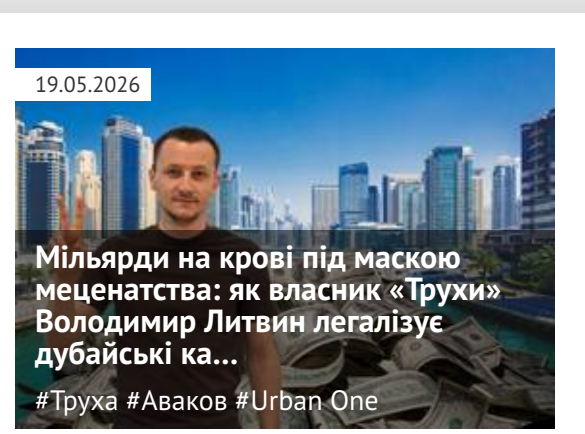 19.05.2026
Мільярди на крові під маскою
меценатства: як власник «Трухи»
Володимир Литвин легалізує
дубайські ка...
#Труха #Аваков #Urban One